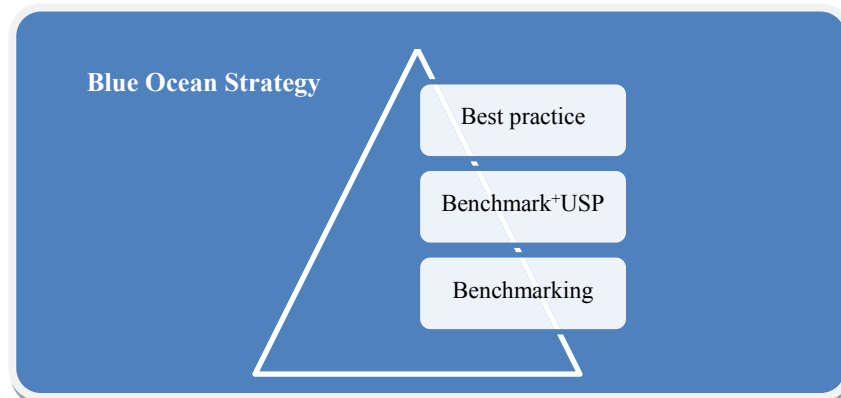 Blue Ocean Strategy
Best practice
Benchmark⁺USP
Benchmarking